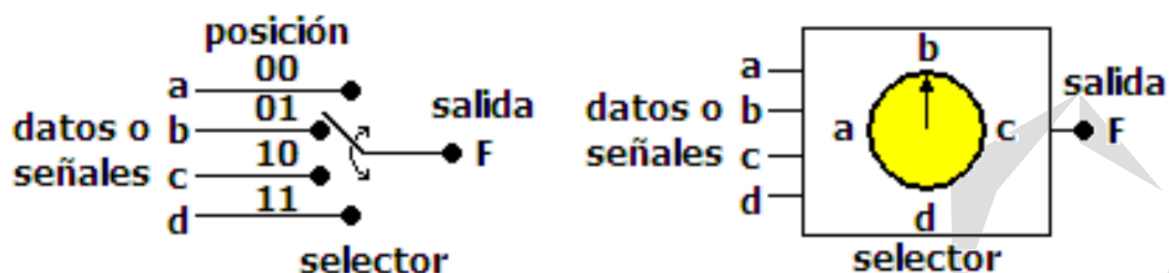 posición
00
a
01
datos o
señales
b
10
c
11
d
salida
F
selector
a
datos o
señales
b
c
d
b
a
c
d
salida
F
selector